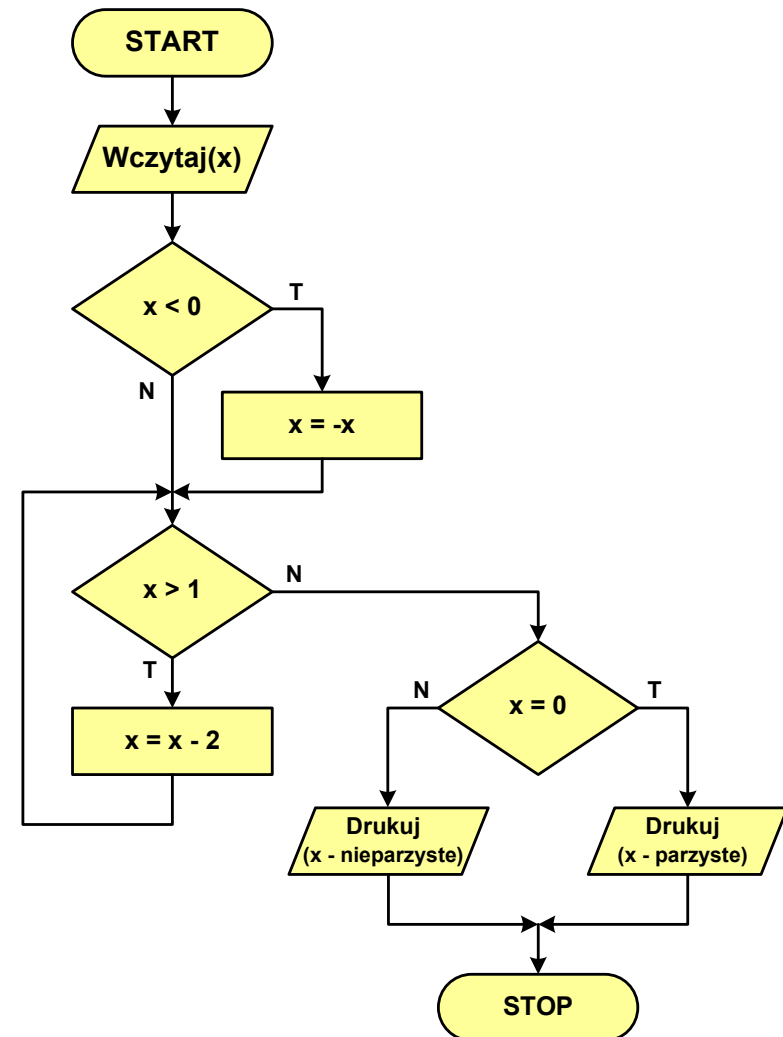 START
Wczytaj(x)
x < 0
T
N
x = -x
x > 1
N
T
x = x - 2
x = 0
N
T
Drukuj
(x - nieparzyste)
Drukuj
(x - parzyste)
STOP